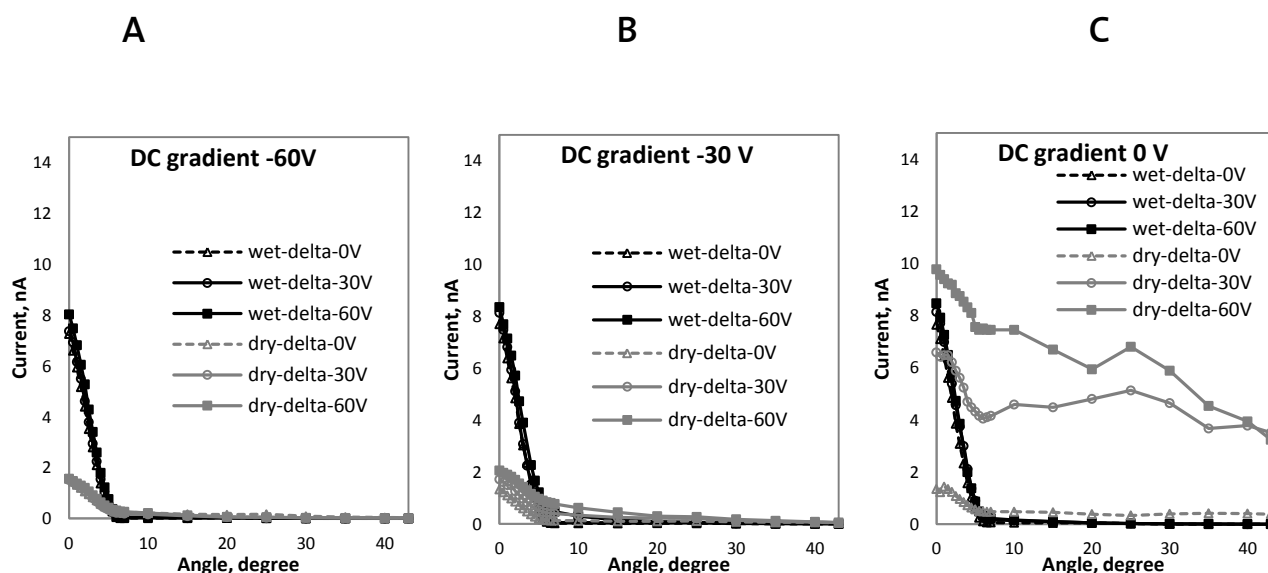 A
B
C
DC gradient -60V
14
12
10
8
6
4
2
0
Current, nA
wet-delta-0V
wet-delta-30V
wet-delta-60V
dry-delta-0V
dry-delta-30V
dry-delta-60V
0 10 20 30 40
Angle, degree
DC gradient -30 V
14
12
10
8
6
4
2
0
Current, nA
wet-delta-0V
wet-delta-30V
wet-delta-60V
dry-delta-0V
dry-delta-30V
dry-delta-60V
0 10 20 30 40
Angle, degree
DC gradient 0 V
14
12
10
8
6
4
2
0
Current, nA
wet-delta-0V
wet-delta-30V
wet-delta-60V
dry-delta-0V
dry-delta-30V
dry-delta-60V
0 10 20 30 40
Angle, degree